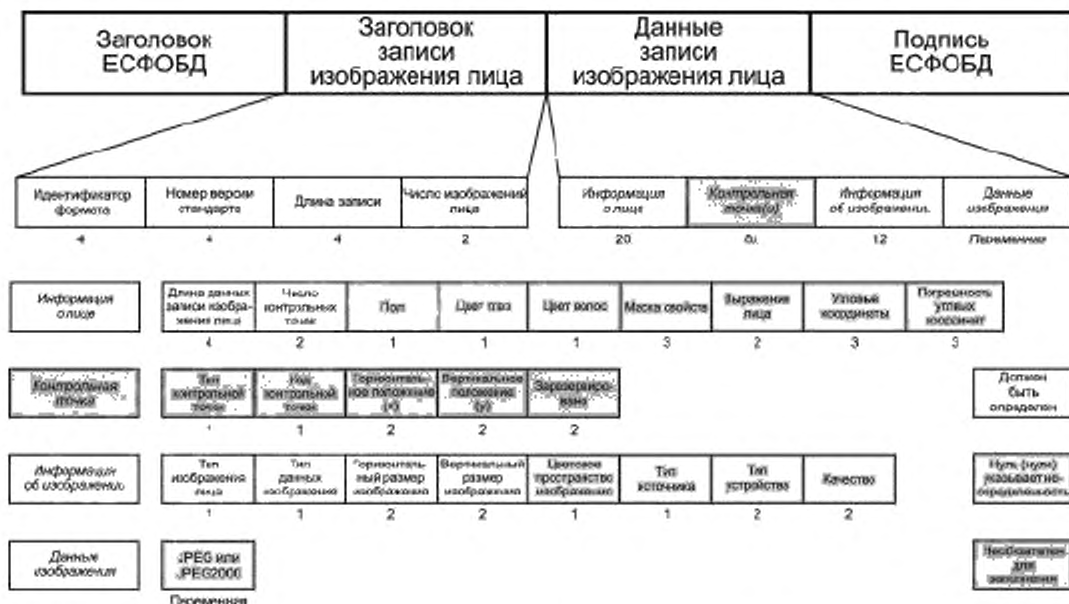 Заголовок
ЕСФОБД
Заголовок
записи
изображения лица
Данные
записи
изображения лица
Подпись
ЕСФОБД
Идентификатор
формата
Номер версии
стандарта
Длина записи
Число изображений
лица
Информация
о лице
Контрольная
точка(и)
Информация
об изображении
Данные
изображения
4
4
4
2
20
12
Переменная
Информация
о лице
Длина данных
записи изобра-
жения лица
Число
контрольных
точек
Пол
Цвет глаз
Цвет волос
Маска свойств
Выражение
лица
Угловые
координаты
Погрешность
угловых
координат
4
2
1
1
1
3
2
3
3
Контрольная
точка
Тип
контрольной
точки
Код
контрольной
точки
Горизонталь-
ное положение
(x)
Вертикальное
положение
(y)
Зарезервиро-
вано
Должен
быть
определен
1
1
2
2
2
Информация
об изображении
Тип
изображения
лица
Тип
данных
изображения
Горизонталь-
ный размер
изображения
Вертикальный
размер
изображения
Цветовое
пространство
изображения
Тип
источника
Тип
устройства
Качество
Нуль (нули)
указывает не-
определенность
1
1
2
2
1
1
2
2
Данные
изображения
JPEG или
JPEG2000
Необязателен
для
заполнения
Переменная